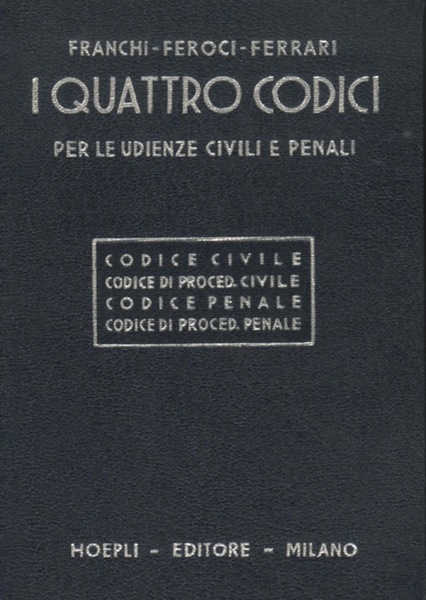 FRANCHI-FEROCI-FERRARI
I QUATTRO CODICI
PER LE UDIENZE CIVILI E PENALI
CODICE CIVILE
CODICE DI PROCED. CIVILE
CODICE PENALE
CODICE DI PROCED. PENALE
HOEPLI - EDITORE - MILANO